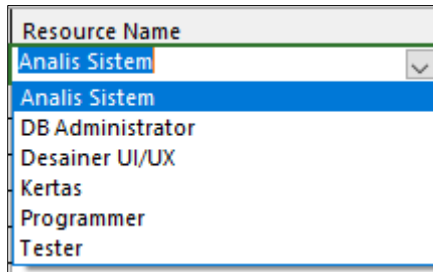 Resource Name
Analis Sistem
Analis Sistem
DB Administrator
Desainer UI/UX
Kertas
Programmer
Tester